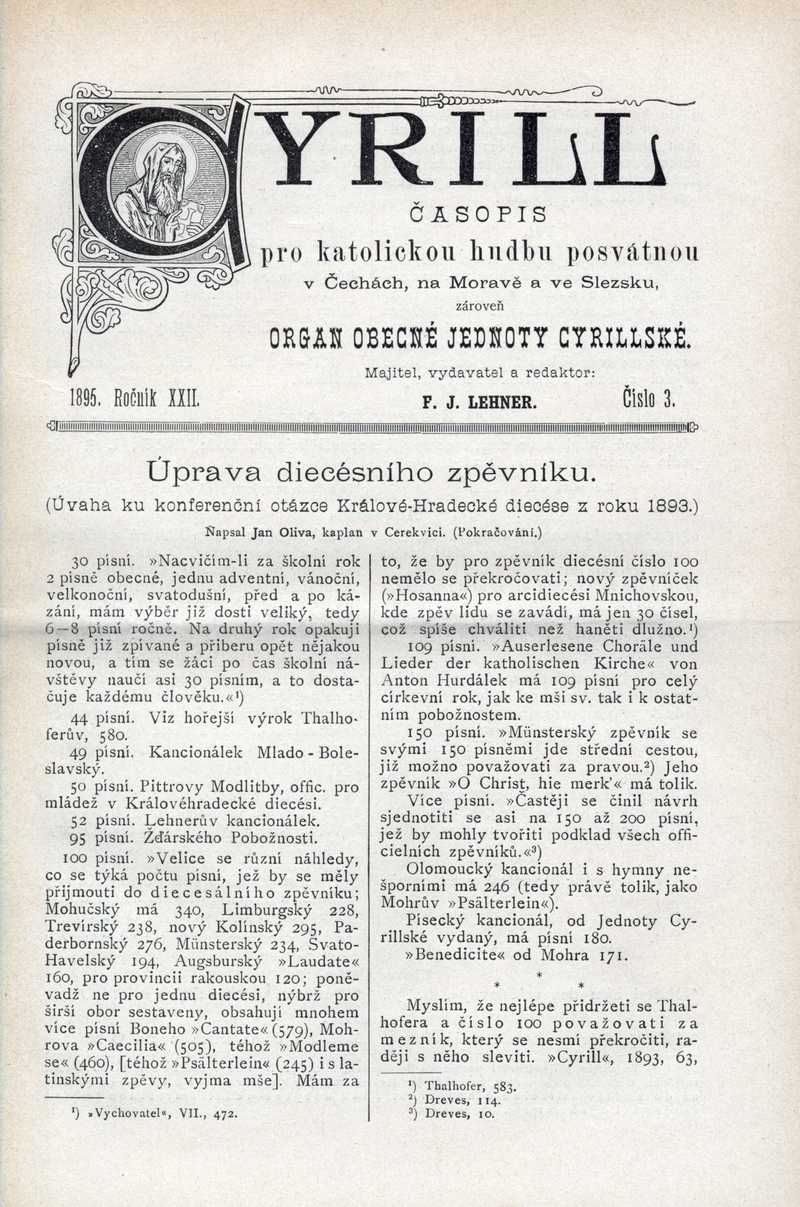 CYRILL
ČASOPIS
pro katolickou hudbu posvátnou
v Čechách, na Moravě a ve Slezsku,
zároveň
ORGAN OBECNÉ JEDNOTY CYRILLSKÉ.
Majitel, vydavatel a redaktor:
1895. Ročník XXII. F. J. LEHNER. Číslo 3.
Úprava diecésního zpěvníku.
(Úvaha ku konferenční otázce Králové-Hradecké diecése z roku 1893.)
Napsal Jan Oliva, kaplan v Cerekvici. (Pokračování.)
30 písní. »Nacvičím-li za školní rok
2 písně obecné, jednu adventní, vánoční,
velkonoční, svatodušní, před a po ká-
zání, mám výběr již dosti veliký, tedy
6—8 písní ročně. Na druhý rok opakuji
písně již zpívané a přiberu opět nějakou
novou, a tím se žáci po čas školní ná-
vštěvy naučí asi 30 písním, a to dosta-
čuje každému člověku.«¹)
44 písní. Viz hořejší výrok Thalho-
ferův, 580.
49 písní. Kancionálek Mlado-Bole-
slavský.
50 písní. Pittrovy Modlitby, offic. pro
mládež v Královéhradecké diecési.
52 písní. Lehnerův kancionálek.
95 písní. Žďárského Pobožnosti.
100 písní. »Velice se různí náhledy,
co se týká počtu písní, jež by se měly
přijmouti do diecesálního zpěvníku;
Mohučský má 340, Limburgský 228,
Trevírský 238, nový Kolínský 295, Pa-
derbornský 276, Münsterský 234, Svato-
Havelský 194, Augsburský »Laudate«
160, pro provincii rakouskou 120; poně-
vadž ne pro jednu diecési, nýbrž pro
širší obor sestaveny, obsahují mnohem
více písní Boneho »Cantate« (579), Moh-
rova »Caecilia« (505), téhož »Modleme
se« (460), [téhož »Psälterlein« (245) i s la-
tinskými zpěvy, vyjma mše]. Mám za
¹) »Vychovatel«, VII., 472.
to, že by pro zpěvník diecésní číslo 100
nemělo se překročovati; nový zpěvníček
(»Hosanna«) pro arcidiecési Mnichovskou,
kde zpěv lidu se zavádí, má jen 30 čísel,
což spíše chváliti než haněti dlužno.¹)
109 písní. »Auserlesene Choräle und
Lieder der katholischen Kirche« von
Anton Hurdálek má 109 písní pro celý
církevní rok, jak ke mši sv. tak i k ostat-
ním pobožnostem.
150 písní. »Münsterský zpěvník se
svými 150 písněmi jde střední cestou,
již možno považovati za pravou.²) Jeho
zpěvník »O Christ, hie merk'« má tolik.
Více písní. »Častěji se činil návrh
sjednotiti se asi na 150 až 200 písní,
jež by mohly tvořiti podklad všech offi-
cielních zpěvníků.«³)
Olomoucký kancionál i s hymny ne-
šporními má 246 (tedy právě tolik, jako
Mohrův »Psälterlein«).
Písecký kancionál, od Jednoty Cy-
rillské vydaný, má písní 180.
»Benedicite« od Mohra 171.
*
* *
Myslím, že nejlépe přidržeti se Thal-
hofera a číslo 100 považovati za
mezník, který se nesmí překročiti, ra-
ději s něho sleviti. »Cyrill«, 1893, 63,
¹) Thalhofer, 583.
²) Dreves, 114.
³) Dreves, 10.